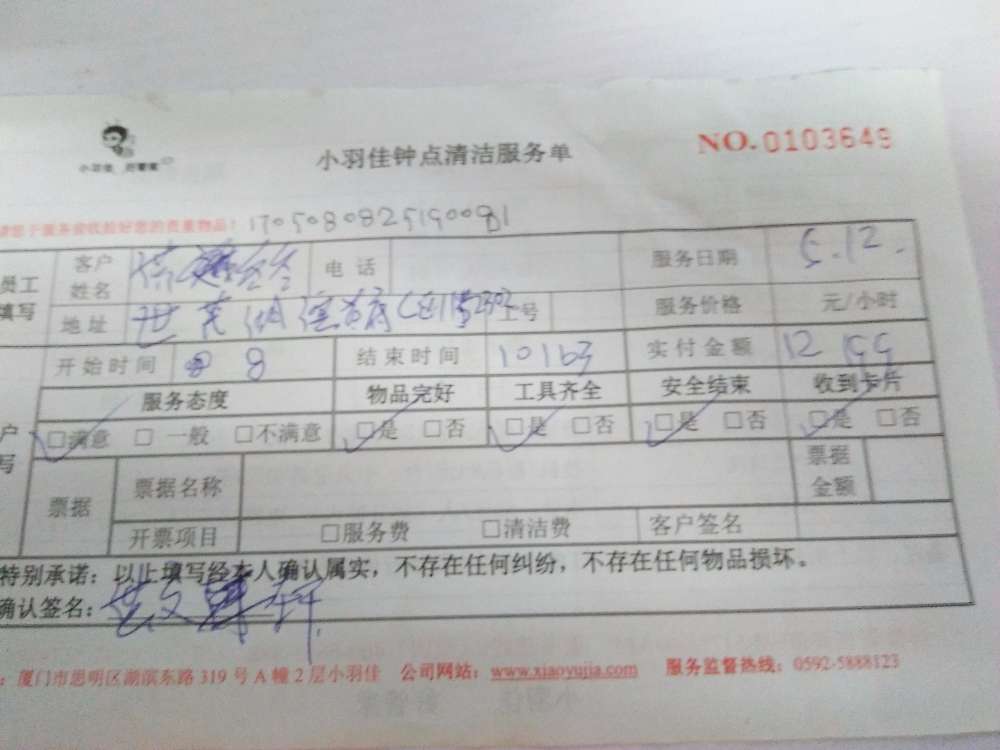 小羽佳
小羽佳钟点清洁服务单
NO.0103649
1705080825190081
员工
填写
客户
姓名
电话
服务日期
5.12.
地址
号
服务价格
元/小时
开始时间
8
结束时间
实付金额
服务态度
物品完好
工具齐全
安全结束
收到卡片
户
写
□满意 □一般 □不满意
□是 □否
□是 □否
□是 □否
□是 □否
票据
票据名称
票据
金额
开票项目
□服务费 □清洁费
客户签名
特别承诺：以上填写经本人确认属实，不存在任何纠纷，不存在任何物品损坏。
确认签名：
：厦门市思明区湖滨东路319号A幢2层小羽佳 公司网站：www.xiaoyujia.com 服务监督热线：0592-5888123